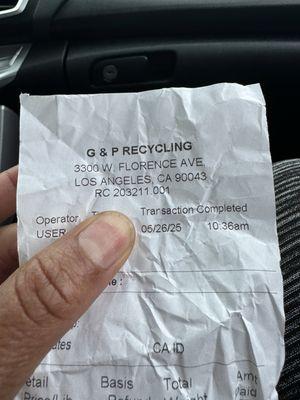 G & P RECYCLING
3300 W. FLORENCE AVE
LOS ANGELES, CA 90043
RC 203211.001
Operator Transaction Completed
USER 05/26/25 10:36am
CA ID
Basis Total